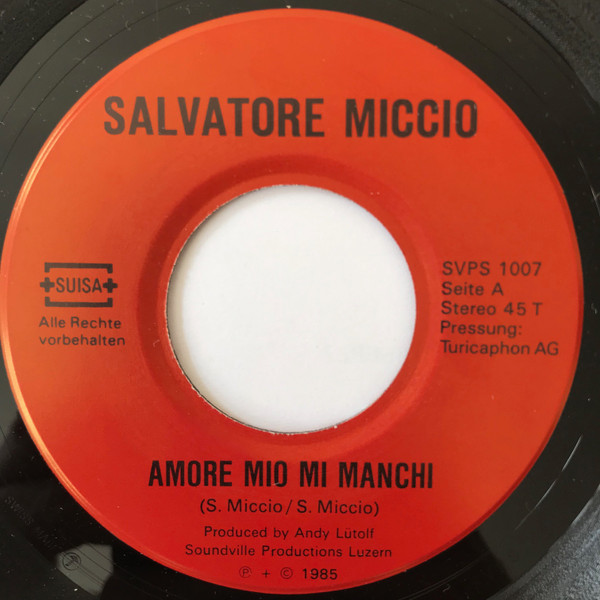 SALVATORE MICCIO
+SUISA+
Alle Rechte
vorbehalten
SVPS 1007
Seite A
Stereo 45 T
Pressung:
Turicaphon AG
AMORE MIO MI MANCHI
(S. Miccio / S. Miccio)
Produced by Andy Lütolf
Soundville Productions Luzern
℗ + © 1985